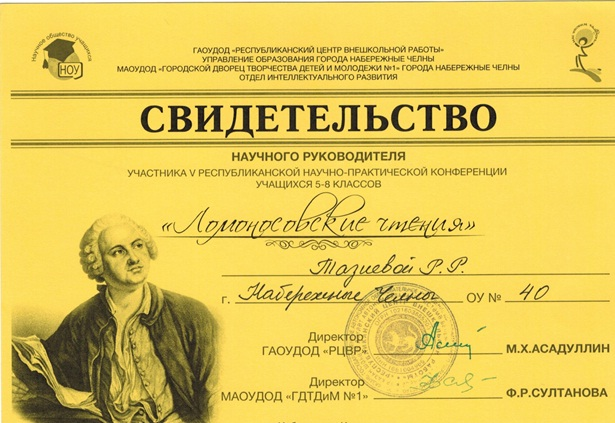 Научное общество учащихся
НОУ
ГАОУДОД «РЕСПУБЛИКАНСКИЙ ЦЕНТР ВНЕШКОЛЬНОЙ РАБОТЫ»
УПРАВЛЕНИЕ ОБРАЗОВАНИЯ ГОРОДА НАБЕРЕЖНЫЕ ЧЕЛНЫ
МАОУДОД «ГОРОДСКОЙ ДВОРЕЦ ТВОРЧЕСТВА ДЕТЕЙ И МОЛОДЕЖИ №1» ГОРОДА НАБЕРЕЖНЫЕ ЧЕЛНЫ
ОТДЕЛ ИНТЕЛЛЕКТУАЛЬНОГО РАЗВИТИЯ
СВИДЕТЕЛЬСТВО
НАУЧНОГО РУКОВОДИТЕЛЯ
УЧАСТНИКА V РЕСПУБЛИКАНСКОЙ НАУЧНО-ПРАКТИЧЕСКОЙ КОНФЕРЕНЦИИ
УЧАЩИХСЯ 5-8 КЛАССОВ
«Ломоносовские чтения»
Тазиевой Р.Р.
г. Набережные Челны ОУ № 40
Директор
ГАОУДОД «РЦВР» М.Х.АСАДУЛЛИН
Директор
МАОУДОД «ГДТДиМ №1» Ф.Р.СУЛТАНОВА